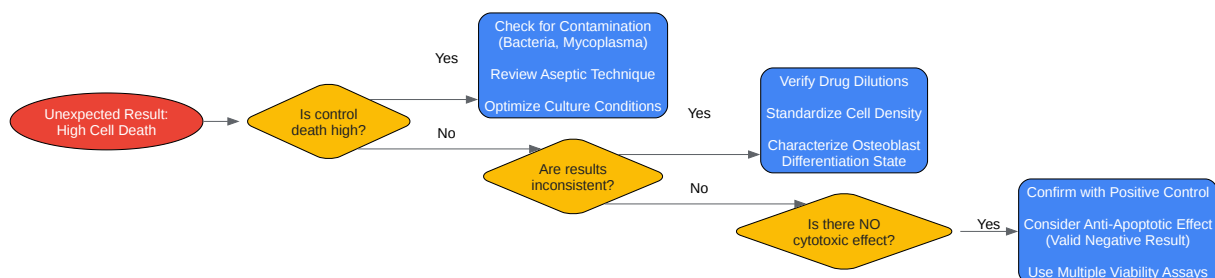 Unexpected Result:
High Cell Death
Is control
death high?
Yes
Check for Contamination
(Bacteria, Mycoplasma)
Review Aseptic Technique
Optimize Culture Conditions
No
Are results
inconsistent?
Yes
Verify Drug Dilutions
Standardize Cell Density
Characterize Osteoblast
Differentiation State
No
Is there NO
cytotoxic effect?
Yes
Confirm with Positive Control
Consider Anti-Apoptotic Effect
(Valid Negative Result)
Use Multiple Viability Assays